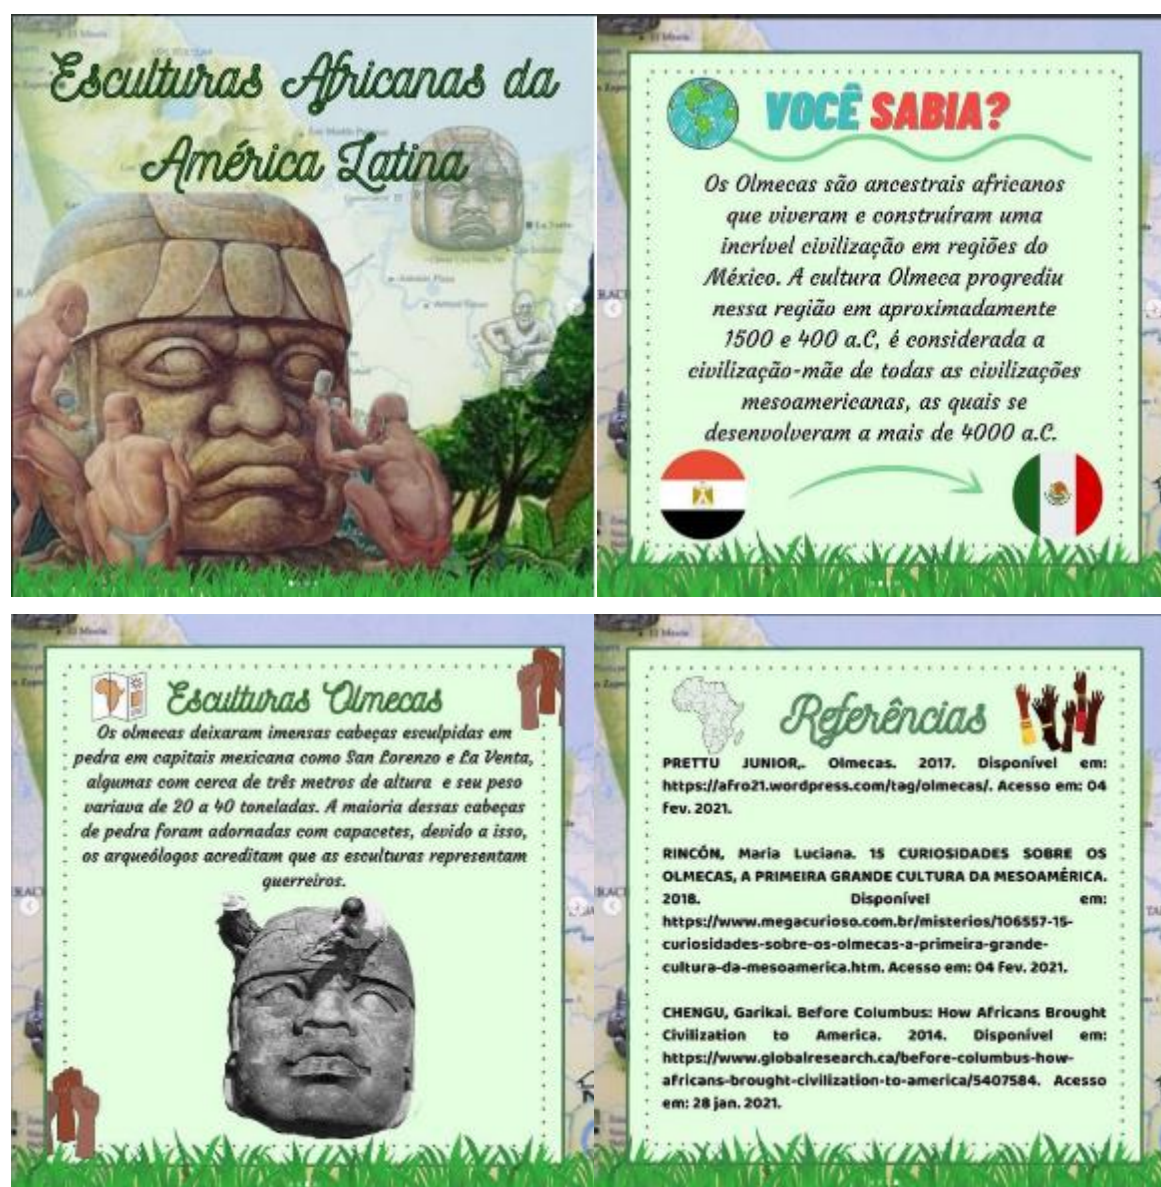 Esculturas Africanas da
América Latina
VOCÊ SABIA?
Os Olmecas são ancestrais africanos
que viveram e construíram uma
incrível civilização em regiões do
México. A cultura Olmeca progrediu
nessa região em aproximadamente
1500 e 400 a.C, é considerada a
civilização-mãe de todas as civilizações
mesoamericanas, as quais se
desenvolveram a mais de 4000 a.C.
Esculturas Olmecas
Os olmecas deixaram imensas cabeças esculpidas em
pedra em capitais mexicana como San Lorenzo e La Venta,
algumas com cerca de três metros de altura e seu peso
variava de 20 a 40 toneladas. A maioria dessas cabeças
de pedra foram adornadas com capacetes, devido a isso,
os arqueólogos acreditam que as esculturas representam
guerreiros.
Referências
PRETTU JUNIOR,. Olmecas. 2017. Disponível em:
https://afro21.wordpress.com/tag/olmecas/. Acesso em: 04
fev. 2021.
RINCÓN, Maria Luciana. 15 CURIOSIDADES SOBRE OS
OLMECAS, A PRIMEIRA GRANDE CULTURA DA MESOAMÉRICA.
2018. Disponível em:
https://www.megacurioso.com.br/misterios/106557-15-
curiosidades-sobre-os-olmecas-a-primeira-grande-
cultura-da-mesoamerica.htm. Acesso em: 04 fev. 2021.
CHENGU, Garikai. Before Columbus: How Africans Brought
Civilization to America. 2014. Disponível em:
https://www.globalresearch.ca/before-columbus-how-
africans-brought-civilization-to-america/5407584. Acesso
em: 28 jan. 2021.